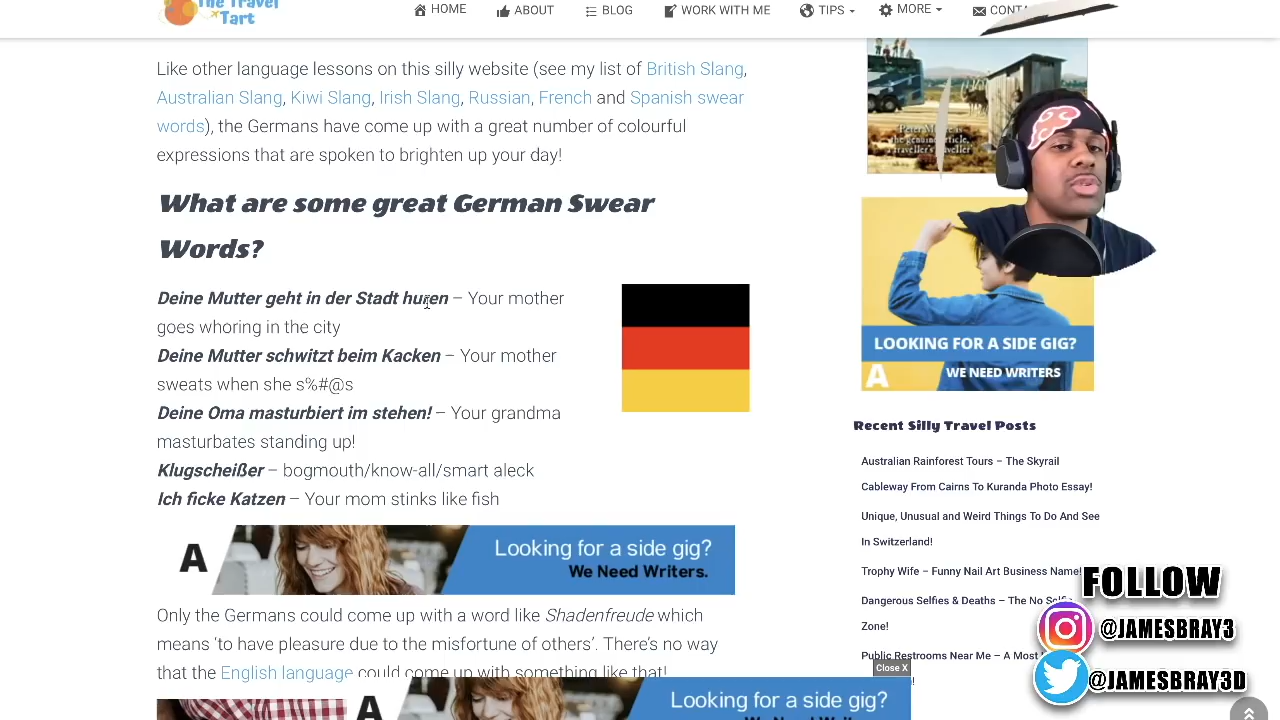 The Travel
Tart
HOME
ABOUT
BLOG
WORK WITH ME
TIPS
MORE
Like other language lessons on this silly website (see my list of British Slang,
Australian Slang, Kiwi Slang, Irish Slang, Russian, French and Spanish swear
words), the Germans have come up with a great number of colourful
expressions that are spoken to brighten up your day!
What are some great German Swear
Words?
Deine Mutter geht in der Stadt huren – Your mother
goes whoring in the city
Deine Mutter schwitzt beim Kacken – Your mother
sweats when she s%#@s
Deine Oma masturbiert im stehen! – Your grandma
masturbates standing up!
Klugscheißer – bogmouth/know-all/smart aleck
Ich ficke Katzen – Your mom stinks like fish
A
Looking for a side gig?
We Need Writers.
Only the Germans could come up with a word like Shadenfreude which
means ‘to have pleasure due to the misfortune of others’. There’s no way
that the English language could come up with something like that!
A
Looking for a side gig?
Close X
Peter Moore is
the genuine article,
a traveller's traveller
LOOKING FOR A SIDE GIG?
A
WE NEED WRITERS
Recent Silly Travel Posts
Australian Rainforest Tours – The Skyrail
Cableway From Cairns To Kuranda Photo Essay!
Unique, Unusual and Weird Things To Do And See
In Switzerland!
Trophy Wife – Funny Nail Art Business Name!
Dangerous Selfies & Deaths – The No
Zone!
Public Restrooms Near Me – A Most
FOLLOW
@JAMESBRAY3
@JAMESBRAY3D